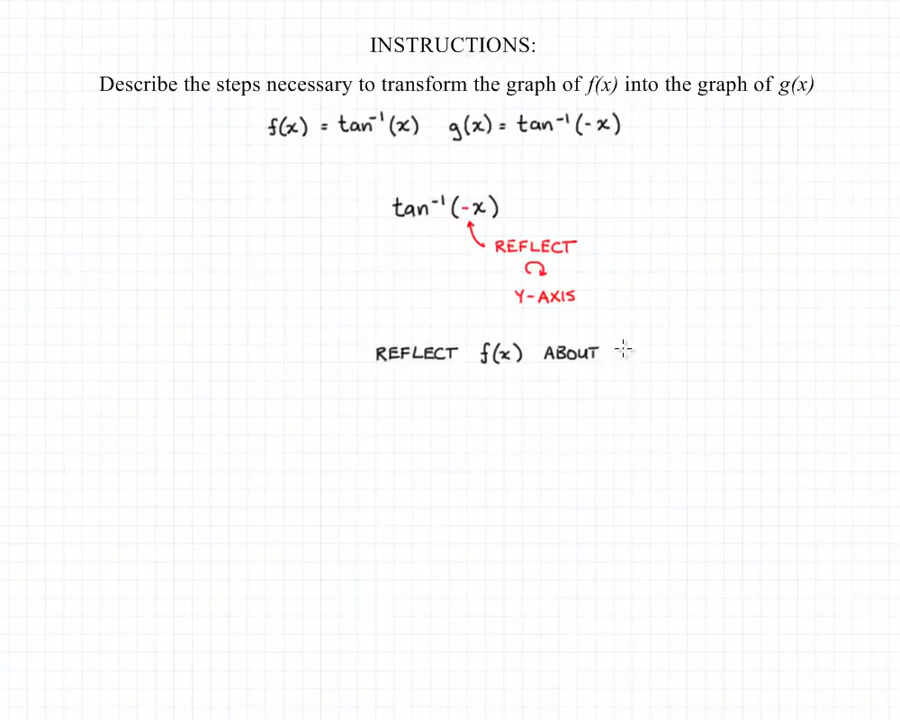 INSTRUCTIONS:
Describe the steps necessary to transform the graph of f(x) into the graph of g(x)
f(x) = tan⁻¹(x) g(x) = tan⁻¹(-x)
tan⁻¹(-x)
REFLECT
Y-AXIS
REFLECT f(x) ABOUT